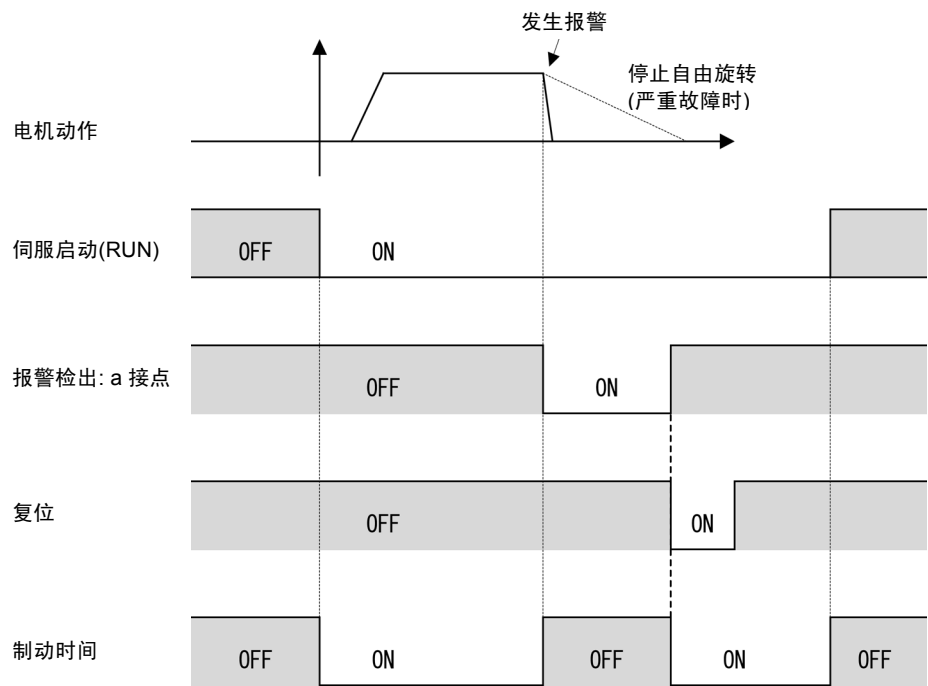 发生报警
停止自由旋转
(严重故障时)
电机动作
伺服启动(RUN)
OFF
ON
报警检出: a 接点
OFF
ON
复位
OFF
ON
制动时间
OFF
ON
OFF
ON
OFF